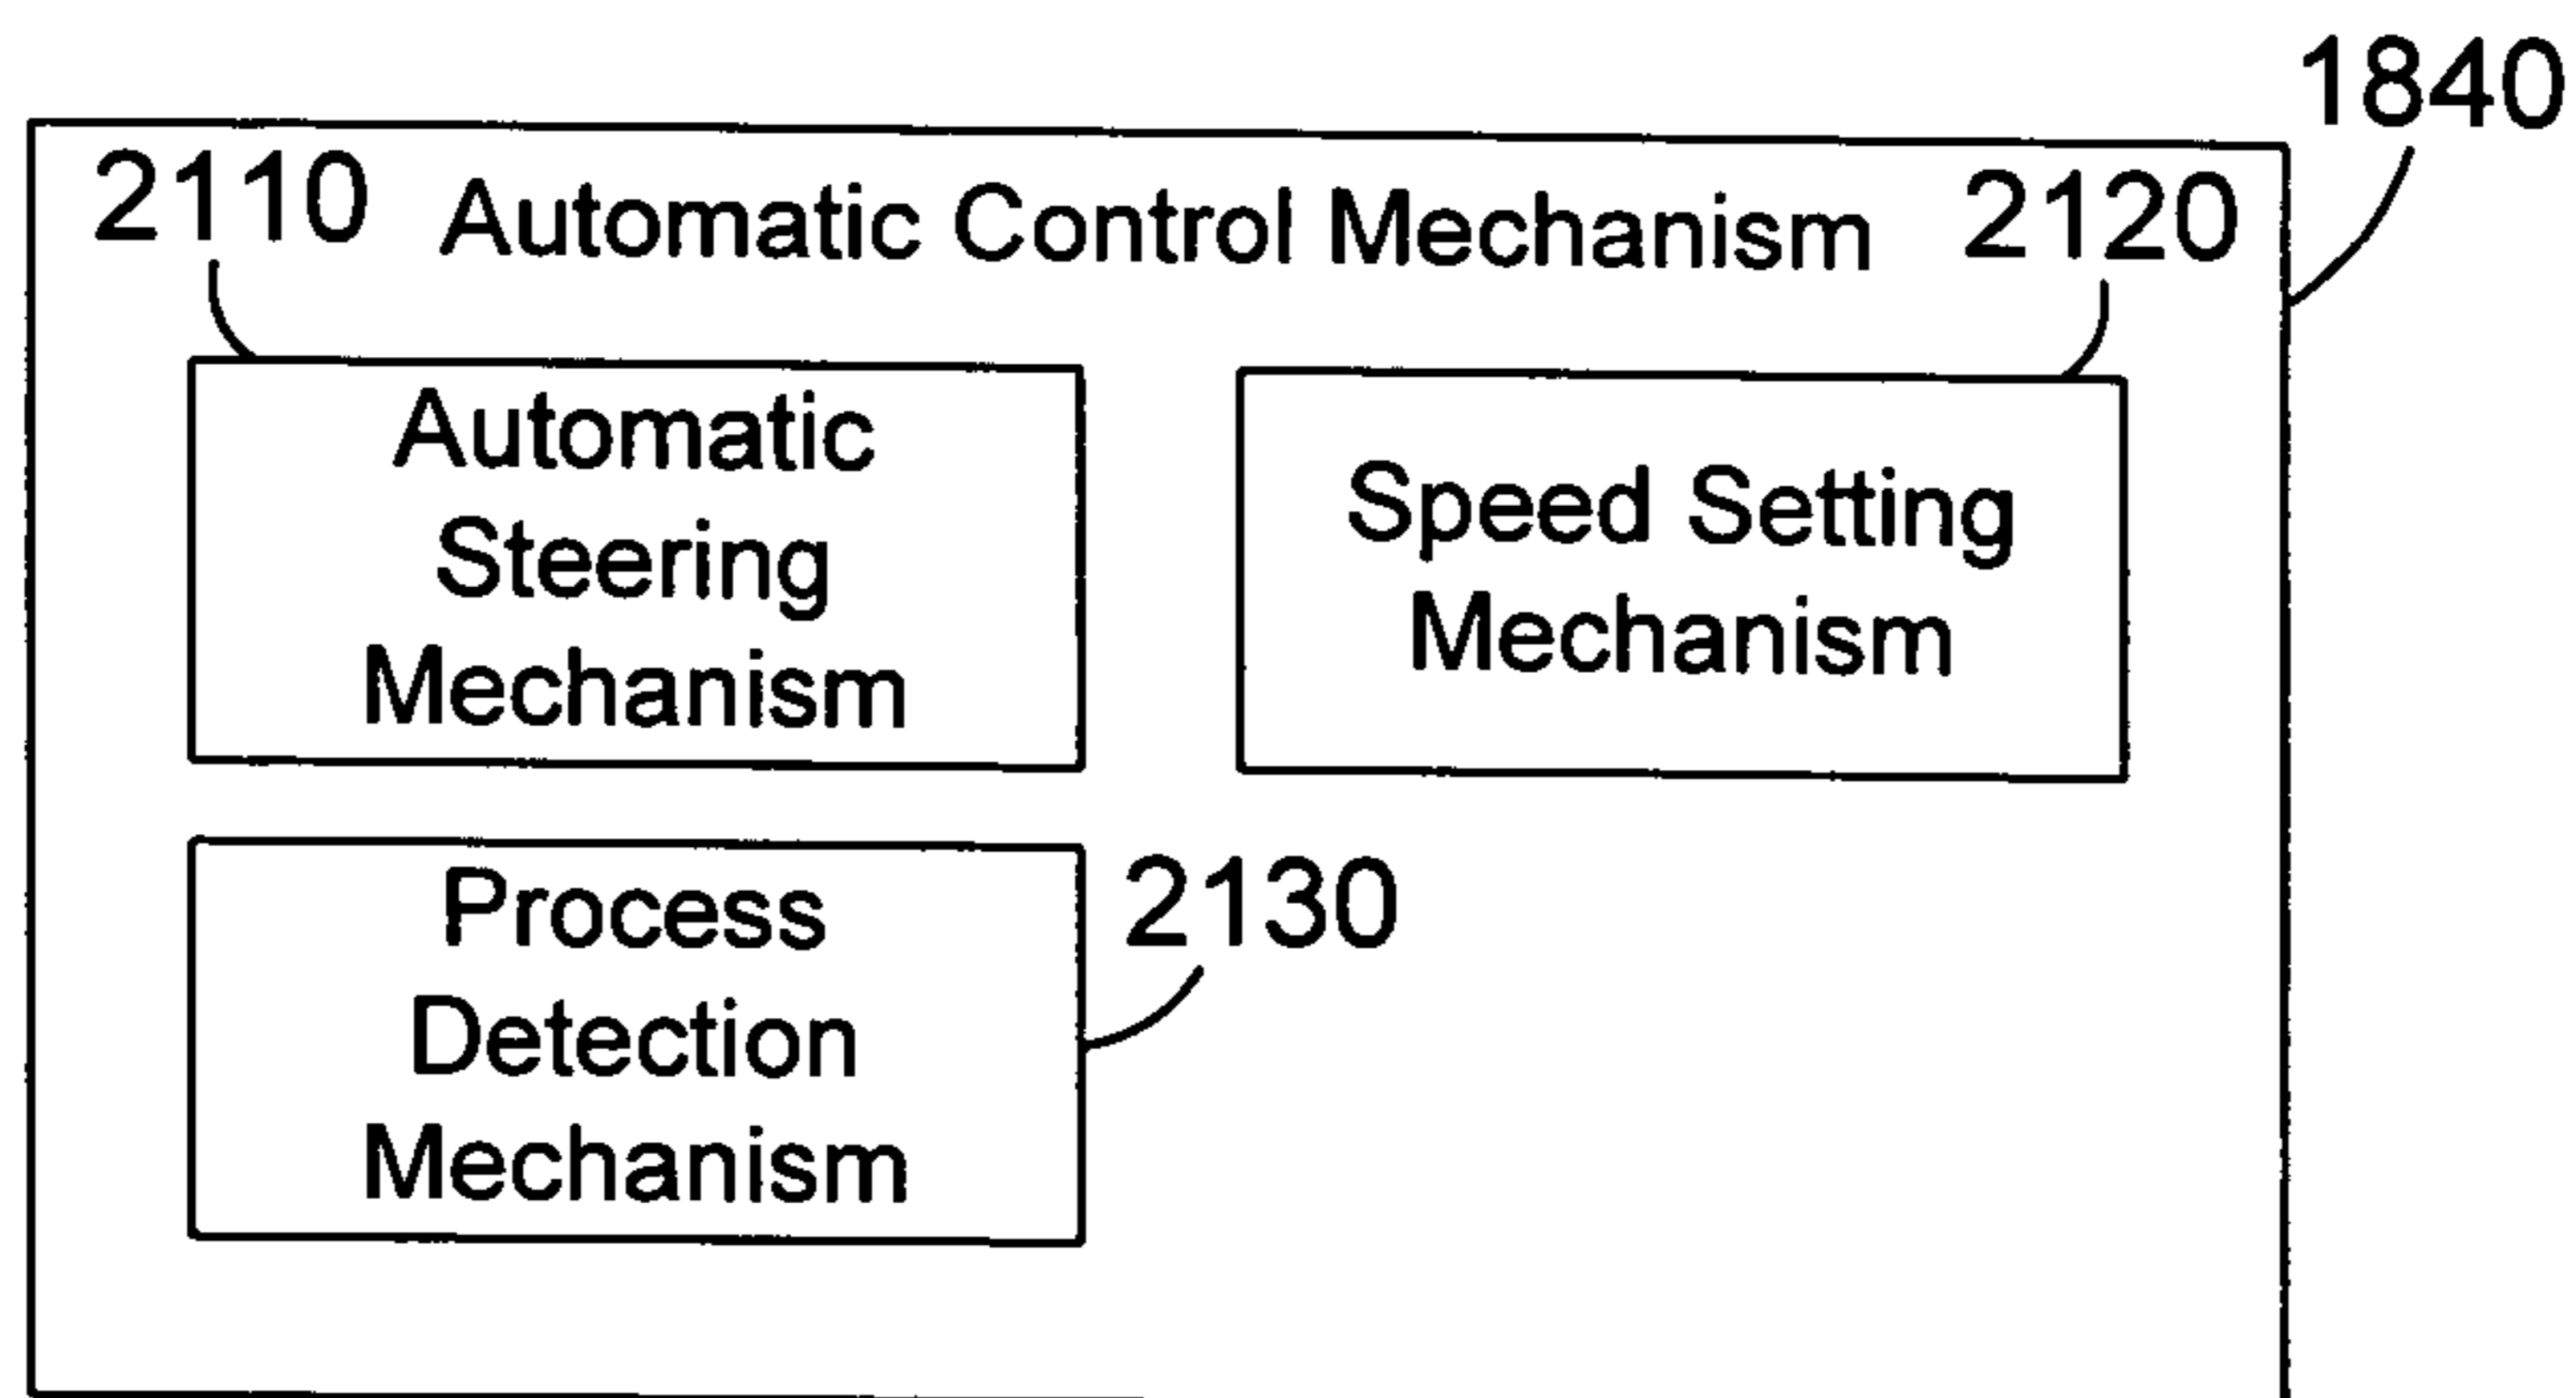 1840
2110 Automatic Control Mechanism 2120
Automatic
Steering
Mechanism
Speed Setting
Mechanism
Process
Detection
Mechanism
2130